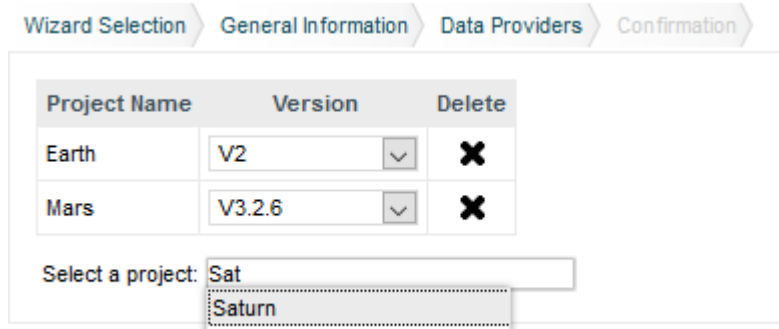 Wizard Selection General Information Data Providers Confirmation
Project Name Version Delete
Earth V2
Mars V3.2.6
Select a project: Sat
Saturn